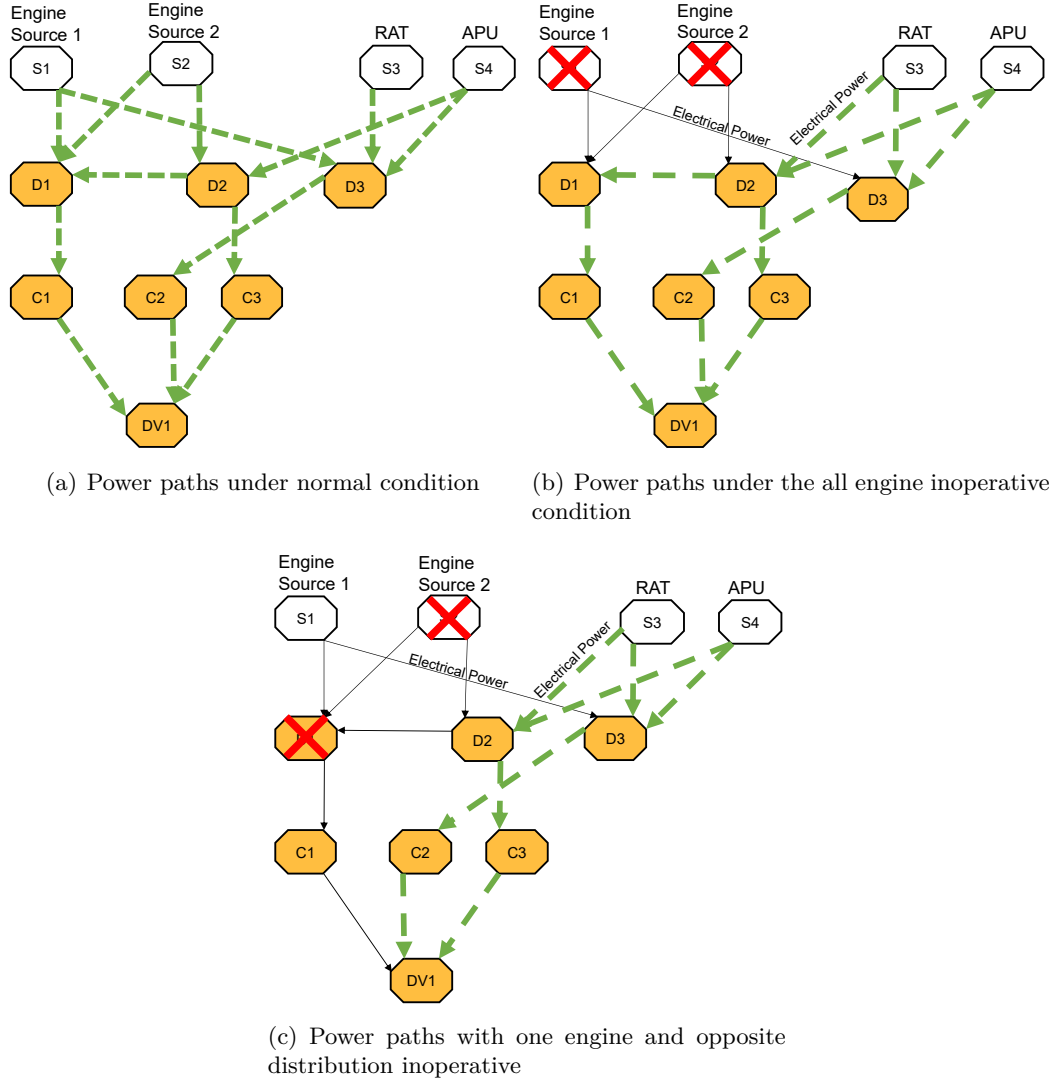 Engine
Source 1
Engine
Source 2
RAT
APU
S1
S2
S3
S4
D1
D2
D3
C1
C2
C3
DV1
(a) Power paths under normal condition
Engine
Source 1
Engine
Source 2
RAT
APU
S3
S4
Electrical Power
Electrical Power
D1
D2
D3
C1
C2
C3
DV1
(b) Power paths under the all engine inoperative
condition
Engine
Source 1
Engine
Source 2
RAT
APU
S1
S3
S4
Electrical Power
Electrical Power
D2
D3
C1
C2
C3
DV1
(c) Power paths with one engine and opposite
distribution inoperative